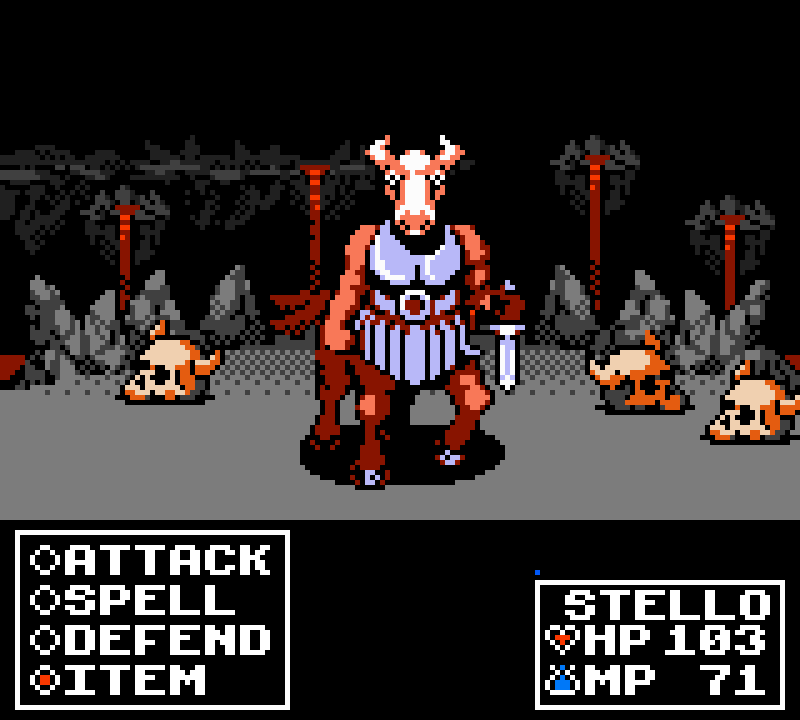 ATTACK
SPELL
DEFEND
ITEM
STELLO
HP 103
MP 71